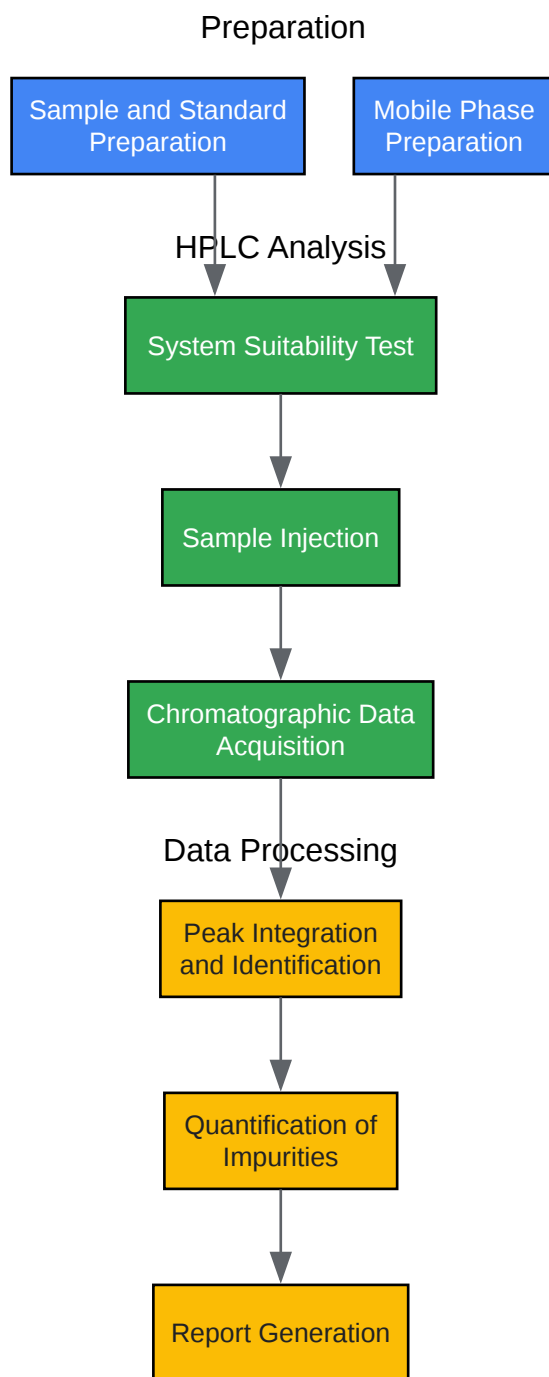 Preparation
Sample and Standard
Preparation
Mobile Phase
Preparation
HPLC Analysis
System Suitability Test
Sample Injection
Chromatographic Data
Acquisition
Data Processing
Peak Integration
and Identification
Quantification of
Impurities
Report Generation